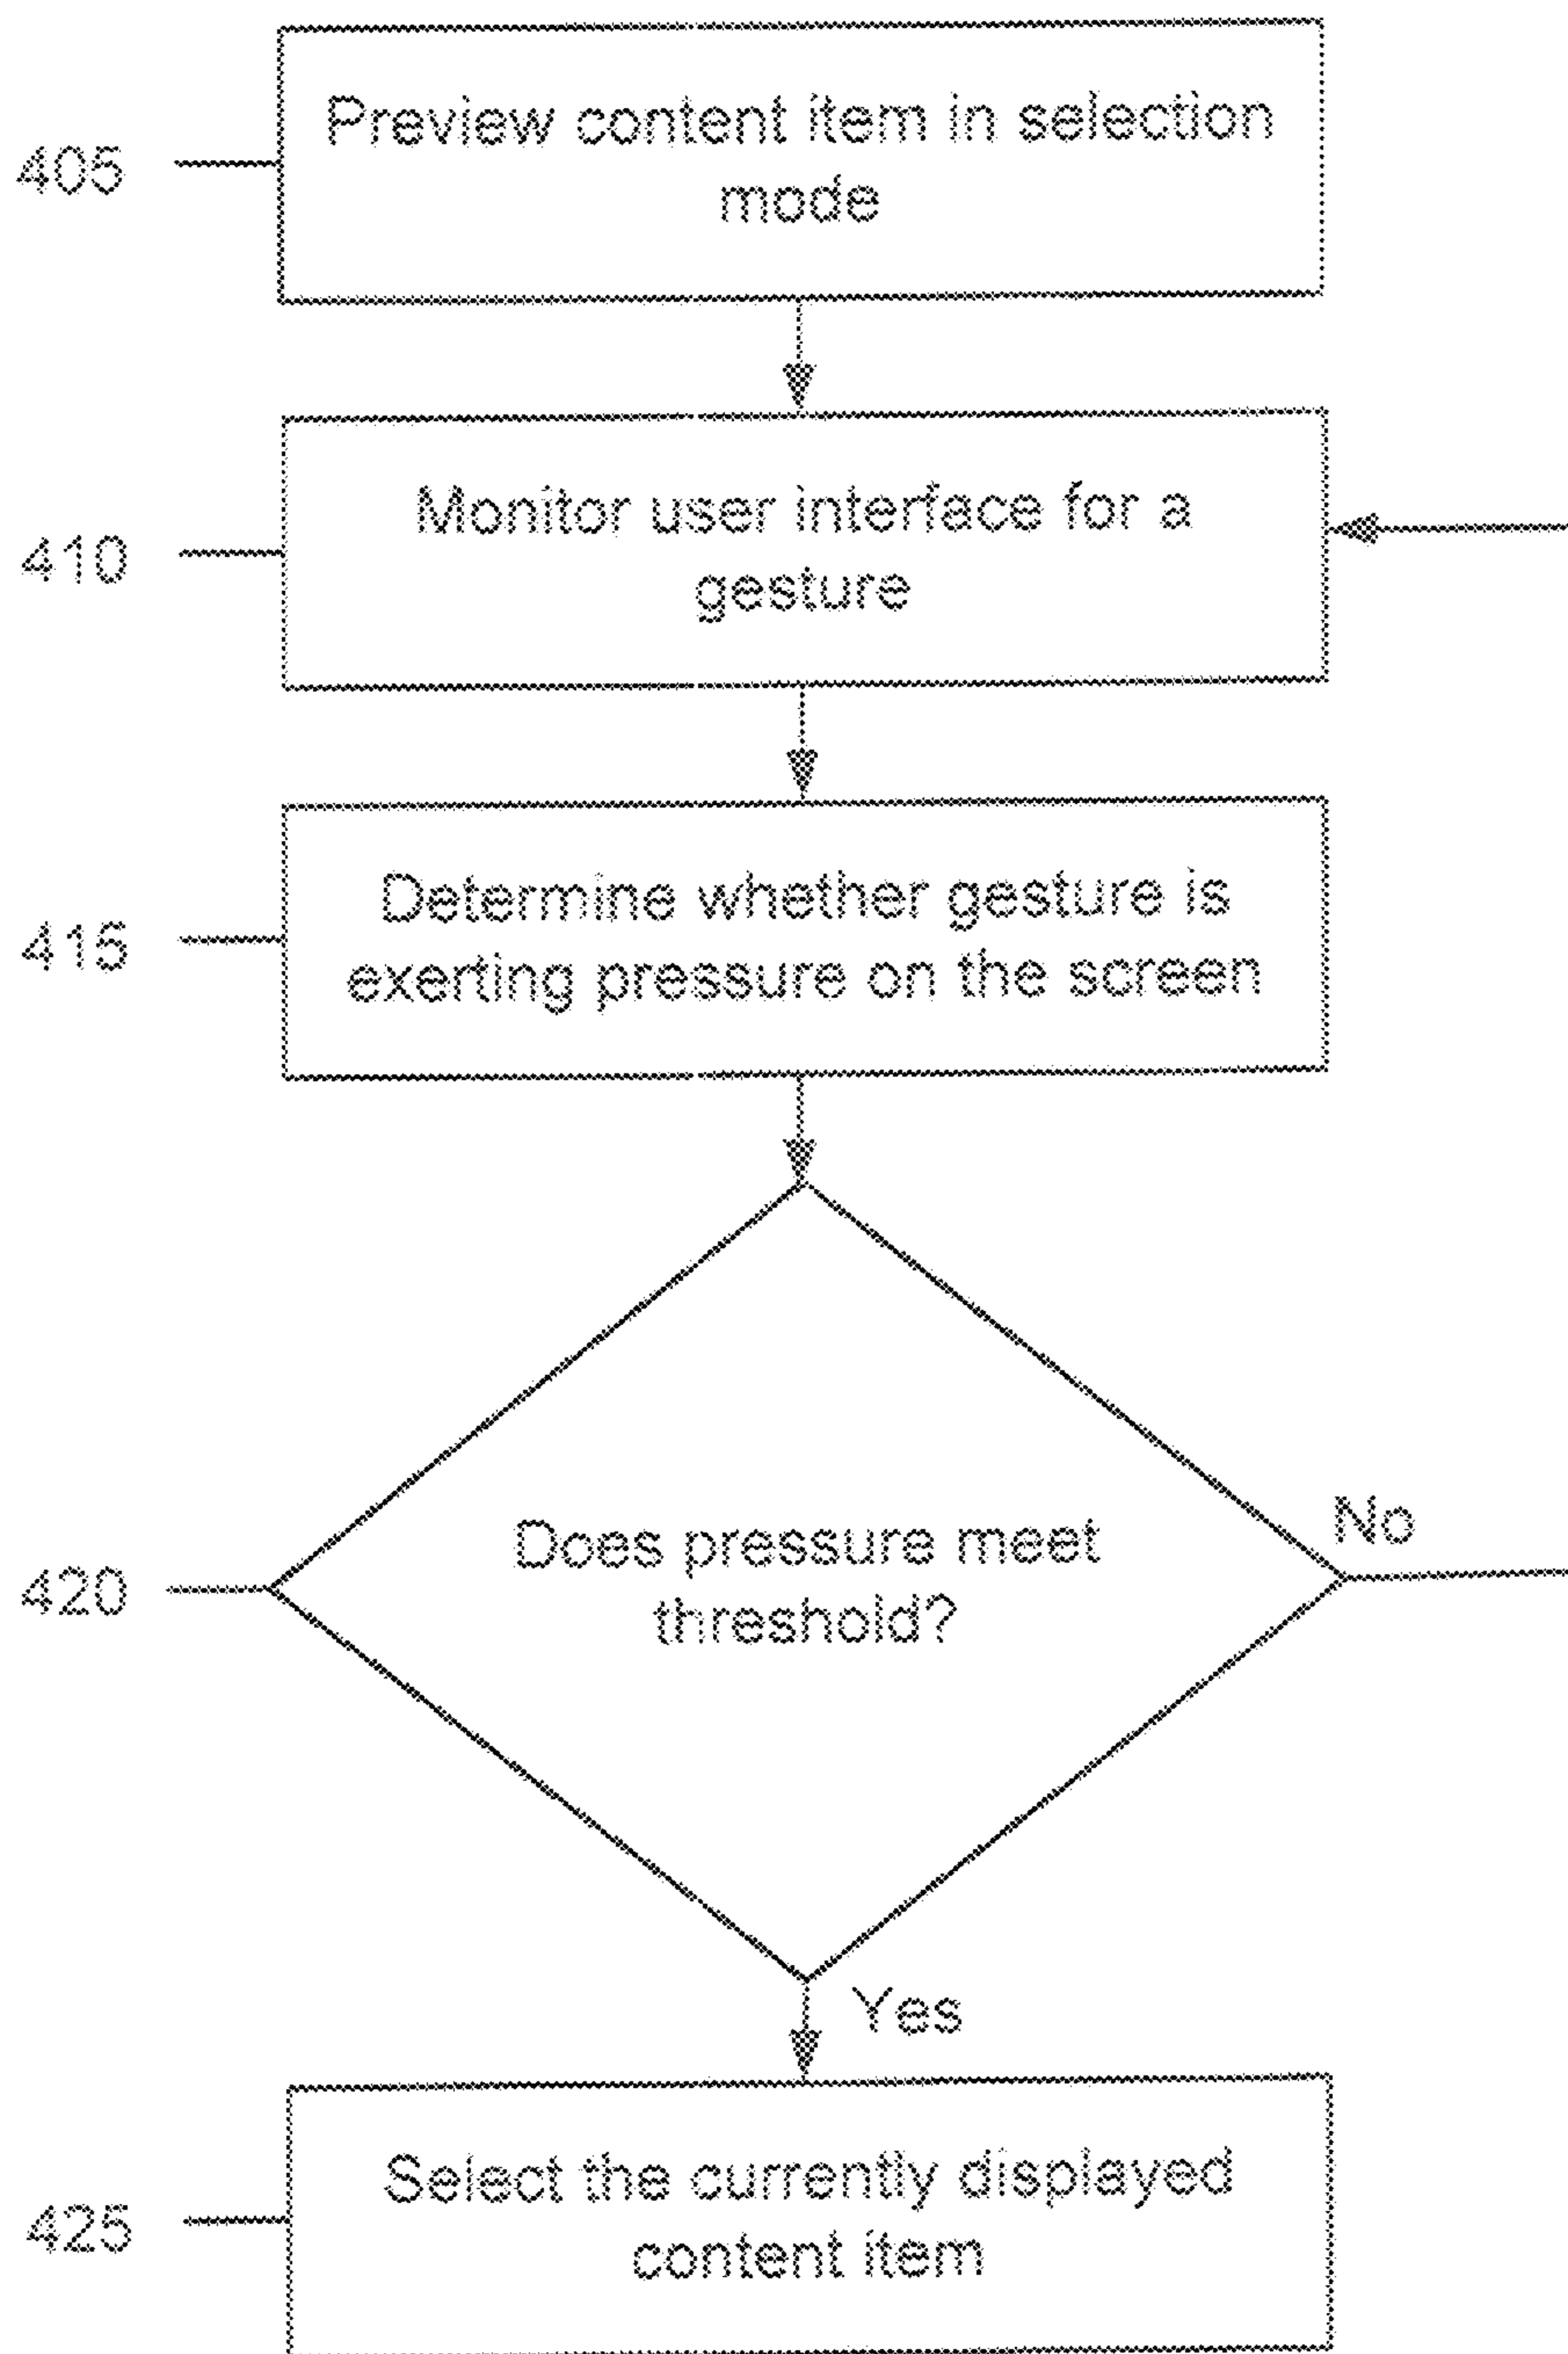 405
Preview content item in selection
mode
410
Monitor user interface for a
gesture
415
Determine whether gesture is
exerting pressure on the screen
420
Does pressure meet
threshold?
No
Yes
425
Select the currently displayed
content item